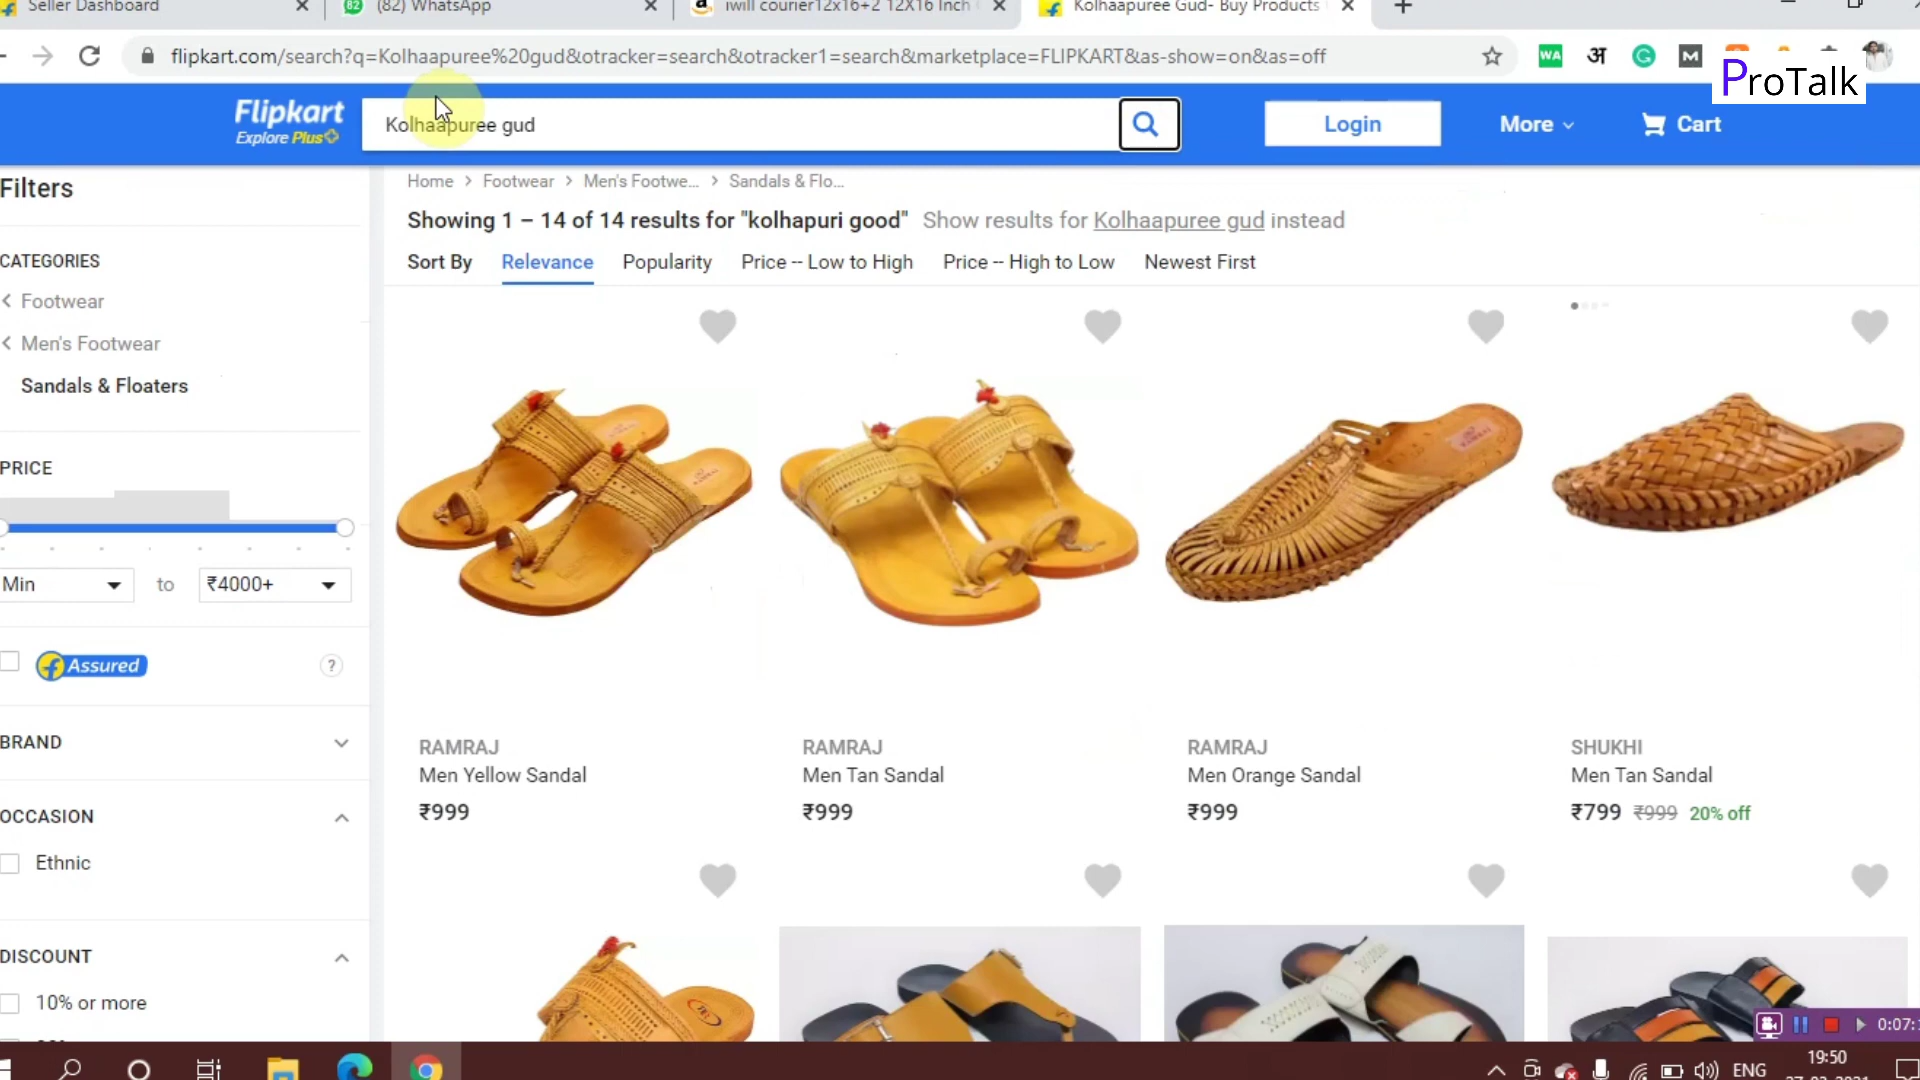 Seller Dashboard
(82) WhatsApp
iwill courier12x16+2 12X16 Inch
Kolhaapuree Gud- Buy Products
flipkart.com/search?q=Kolhaapuree%20gud&otracker=search&otracker1=search&marketplace=FLIPKART&as-show=on&as=off
WA
अ
G
M
ProTalk
Flipkart
Explore Plus
Kolhaapuree gud
Login
More
Cart
Filters
CATEGORIES
Footwear
Men's Footwear
Sandals & Floaters
PRICE
Min
to
₹4000+
Assured
?
BRAND
OCCASION
Ethnic
DISCOUNT
10% or more
Home > Footwear > Men's Footwe... > Sandals & Flo...
Showing 1 – 14 of 14 results for "kolhapuri good" Show results for Kolhaapuree gud instead
Sort By Relevance Popularity Price -- Low to High Price -- High to Low Newest First
RAMRAJ
Men Yellow Sandal
₹999
RAMRAJ
Men Tan Sandal
₹999
RAMRAJ
Men Orange Sandal
₹999
SHUKHI
Men Tan Sandal
₹799 ₹999 20% off
0:07:
ENG
19:50